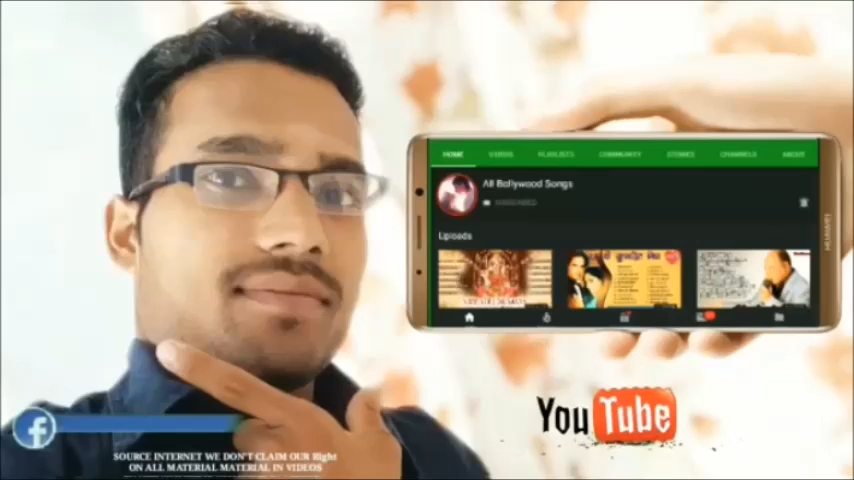 HOME VIDEOS PLAYLISTS COMMUNITY STORIES CHANNELS ABOUT
All Bollywood Songs
SUBSCRIBED
Uploads
HUAWEI
You Tube
f
SOURCE INTERNET WE DON'T CLAIM OUR Right
ON ALL MATERIAL MATERIAL IN VIDEOS